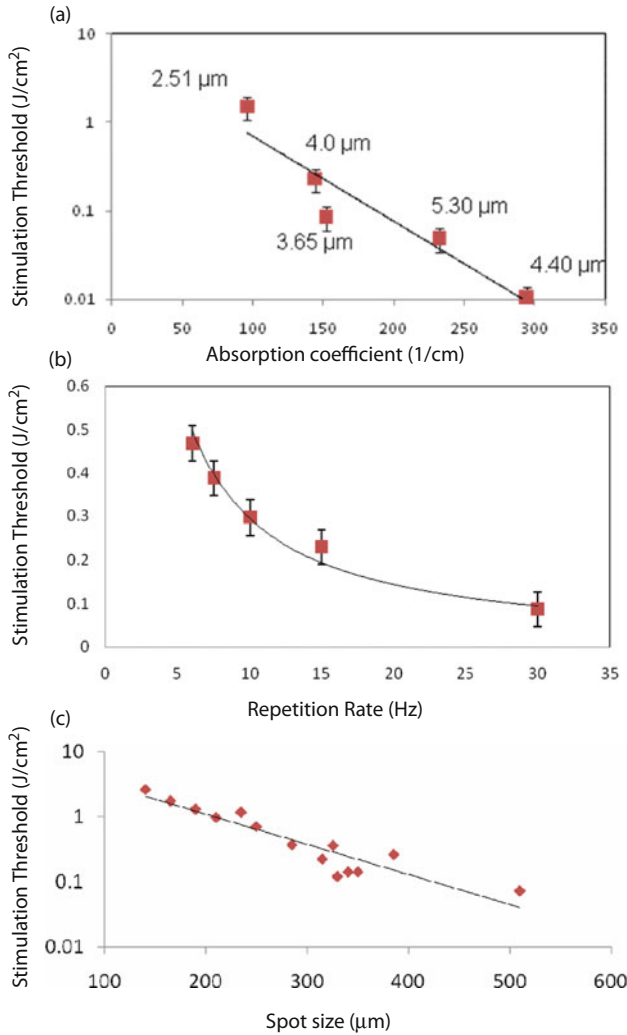 (a)
Stimulation Threshold (J/cm²)
10
1
0.1
0.01
2.51 µm
4.0 µm
3.65 µm
5.30 µm
4.40 µm
0 50 100 150 200 250 300 350
Absorption coefficient (1/cm)
(b)
Stimulation Threshold (J/cm²)
0.6
0.5
0.4
0.3
0.2
0.1
0
0 5 10 15 20 25 30 35
Repetition Rate (Hz)
(c)
Stimulation Threshold (J/cm²)
10
1
0.1
0.01
100 200 300 400 500 600
Spot size (µm)